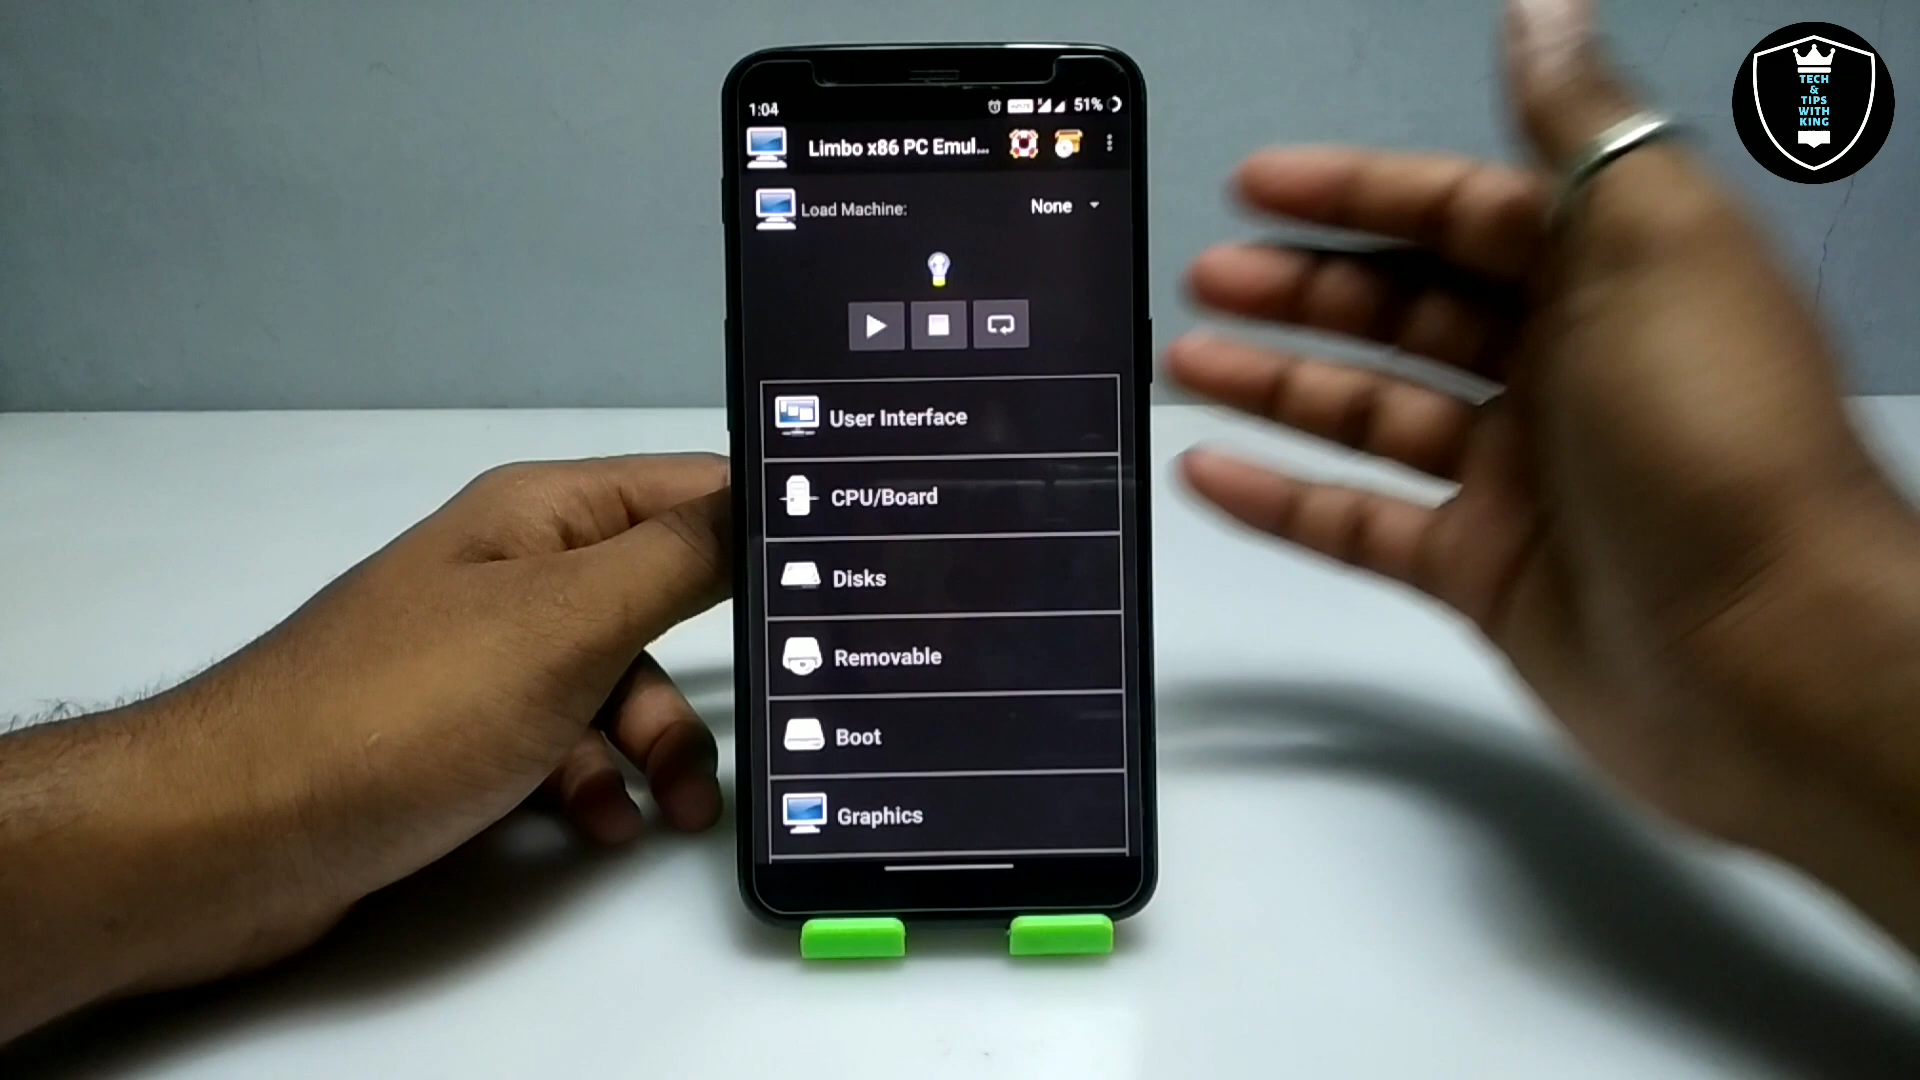 1:04
51%
Limbo x86 PC Emul...
Load Machine:
None
User Interface
CPU/Board
Disks
Removable
Boot
Graphics
TECH
&
TIPS
WITH
KING